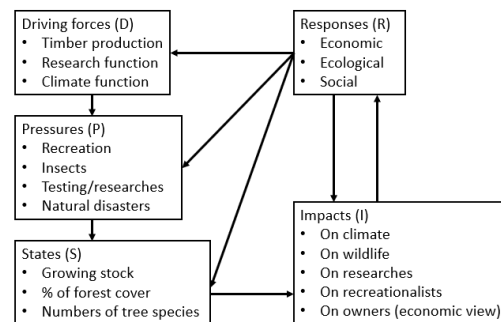 Driving forces (D)
• Timber production
• Research function
• Climate function
Pressures (P)
• Recreation
• Insects
• Testing/researches
• Natural disasters
States (S)
• Growing stock
• % of forest cover
• Numbers of tree species
Responses (R)
• Economic
• Ecological
• Social
Impacts (I)
• On climate
• On wildlife
• On researches
• On recreationalists
• On owners (economic view)